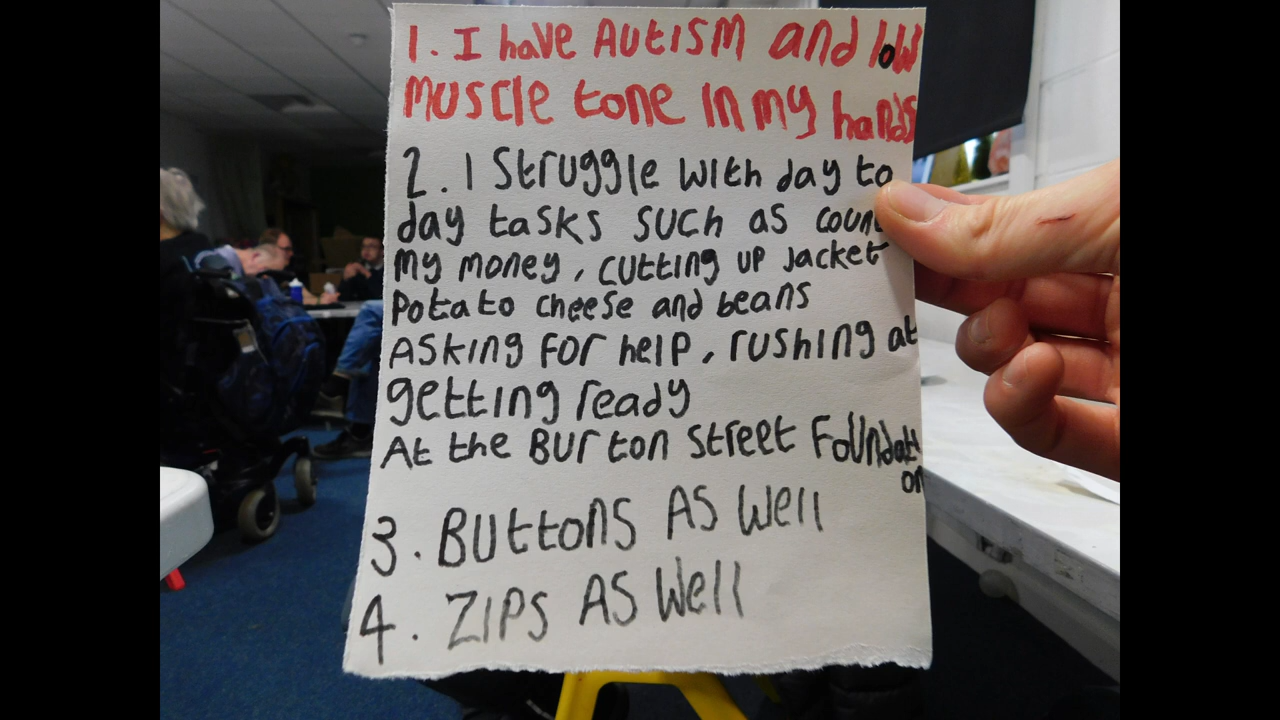 1. I have AUtISM and low
MUSCle tone In my hands
2. I Struggle with day to
day tasks such as count
My money, cutting up Jacket
Potato cheese and beans
ASking For help, rushing at
getting ready
At the Burton Street Foundati
on
3. Buttons As Well
4. ZIPS AS Well